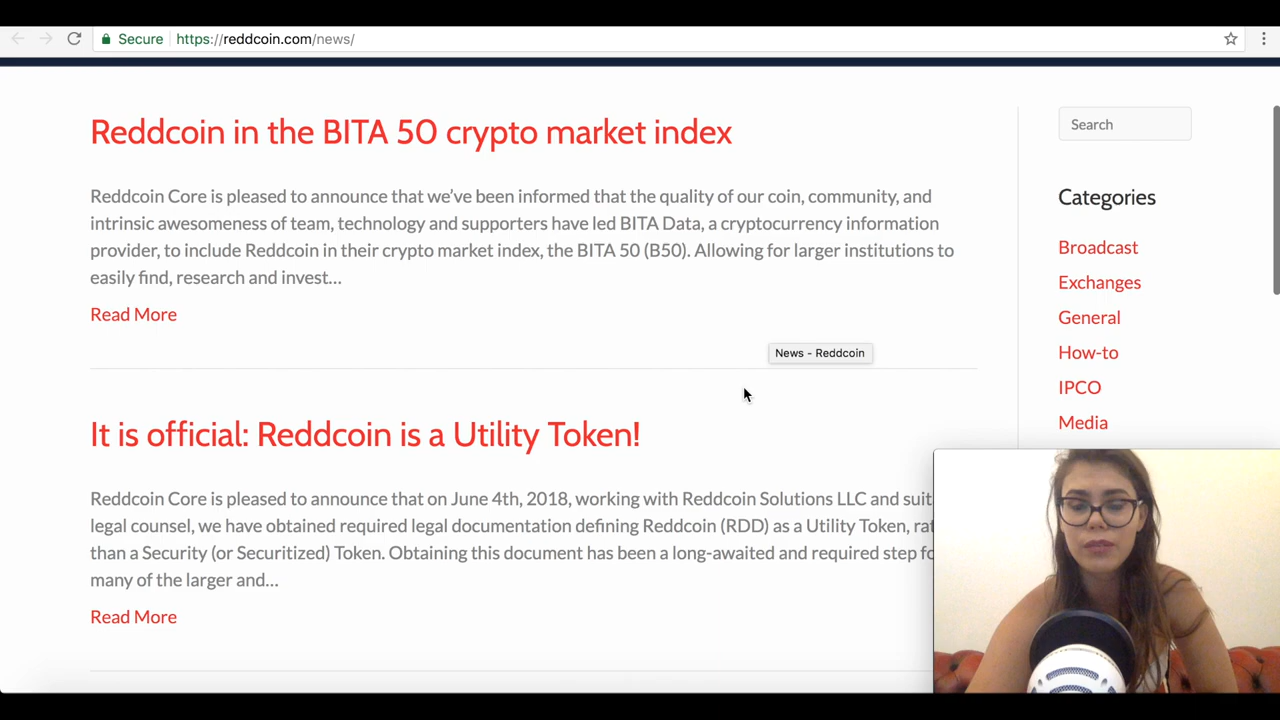 Secure https://reddcoin.com/news/
Reddcoin in the BITA 50 crypto market index
Search
Reddcoin Core is pleased to announce that we’ve been informed that the quality of our coin, community, and
intrinsic awesomeness of team, technology and supporters have led BITA Data, a cryptocurrency information
provider, to include Reddcoin in their crypto market index, the BITA 50 (B50). Allowing for larger institutions to
easily find, research and invest…
Read More
Categories
Broadcast
Exchanges
General
How-to
IPCO
Media
News - Reddcoin
It is official: Reddcoin is a Utility Token!
Reddcoin Core is pleased to announce that on June 4th, 2018, working with Reddcoin Solutions LLC and suit
legal counsel, we have obtained required legal documentation defining Reddcoin (RDD) as a Utility Token, rat
than a Security (or Securitized) Token. Obtaining this document has been a long-awaited and required step fo
many of the larger and…
Read More